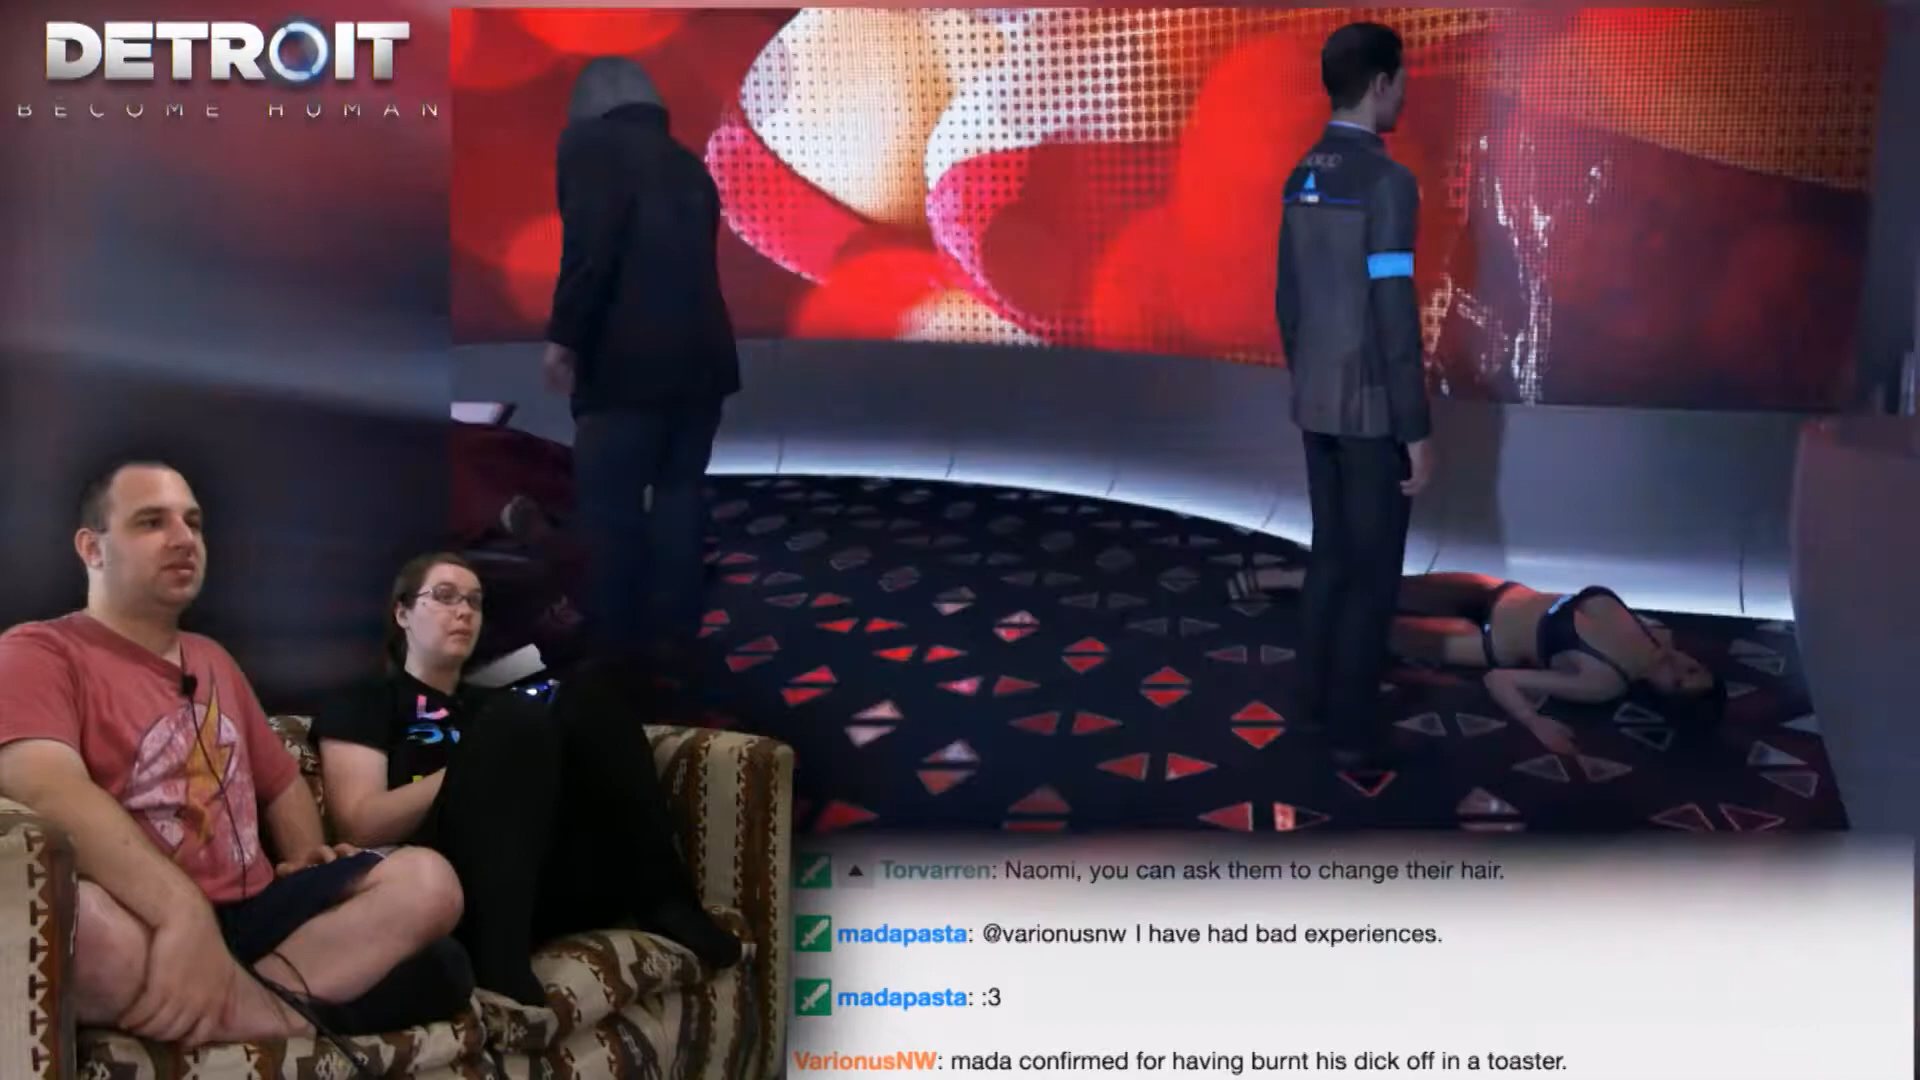 DETROIT
BECOME HUMAN
Torvarren: Naomi, you can ask them to change their hair.
madapasta: @varionusnw I have had bad experiences.
madapasta: :3
VarionusNW: mada confirmed for having burnt his dick off in a toaster.